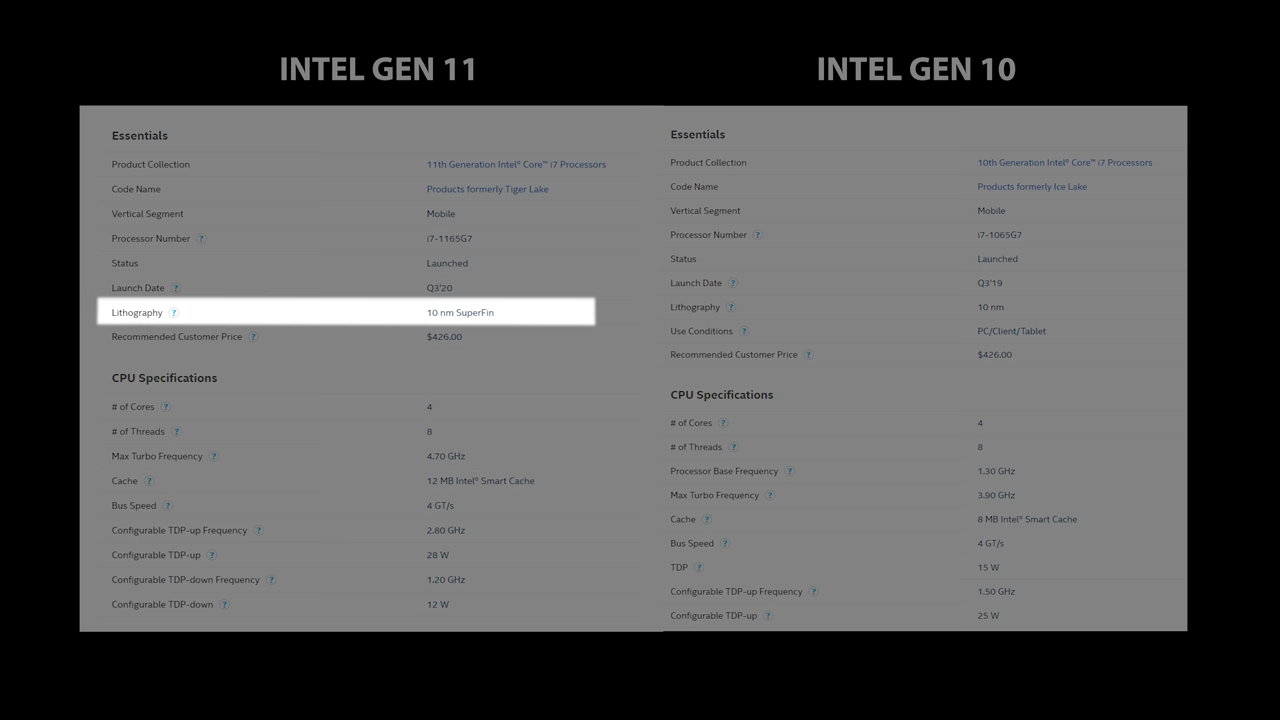 INTEL GEN 11
Essentials
Product Collection ? 11th Generation Intel® Core™ i7 Processors
Code Name Products formerly Tiger Lake
Vertical Segment Mobile
Processor Number ? i7-1165G7
Status Launched
Launch Date ? Q3'20
Lithography ? 10 nm SuperFin
Recommended Customer Price ? $426.00
CPU Specifications
# of Cores ? 4
# of Threads ? 8
Max Turbo Frequency ? 4.70 GHz
Cache ? 12 MB Intel® Smart Cache
Bus Speed ? 4 GT/s
Configurable TDP-up Frequency ? 2.80 GHz
Configurable TDP-up ? 28 W
Configurable TDP-down Frequency ? 1.20 GHz
Configurable TDP-down ? 12 W
INTEL GEN 10
Essentials
Product Collection 10th Generation Intel® Core™ i7 Processors
Code Name Products formerly Ice Lake
Vertical Segment Mobile
Processor Number ? i7-1065G7
Status Launched
Launch Date ? Q3'19
Lithography ? 10 nm
Use Conditions ? PC/Client/Tablet
Recommended Customer Price ? $426.00
CPU Specifications
# of Cores ? 4
# of Threads ? 8
Processor Base Frequency ? 1.30 GHz
Max Turbo Frequency ? 3.90 GHz
Cache ? 8 MB Intel® Smart Cache
Bus Speed ? 4 GT/s
TDP ? 15 W
Configurable TDP-up Frequency ? 1.50 GHz
Configurable TDP-up ? 25 W